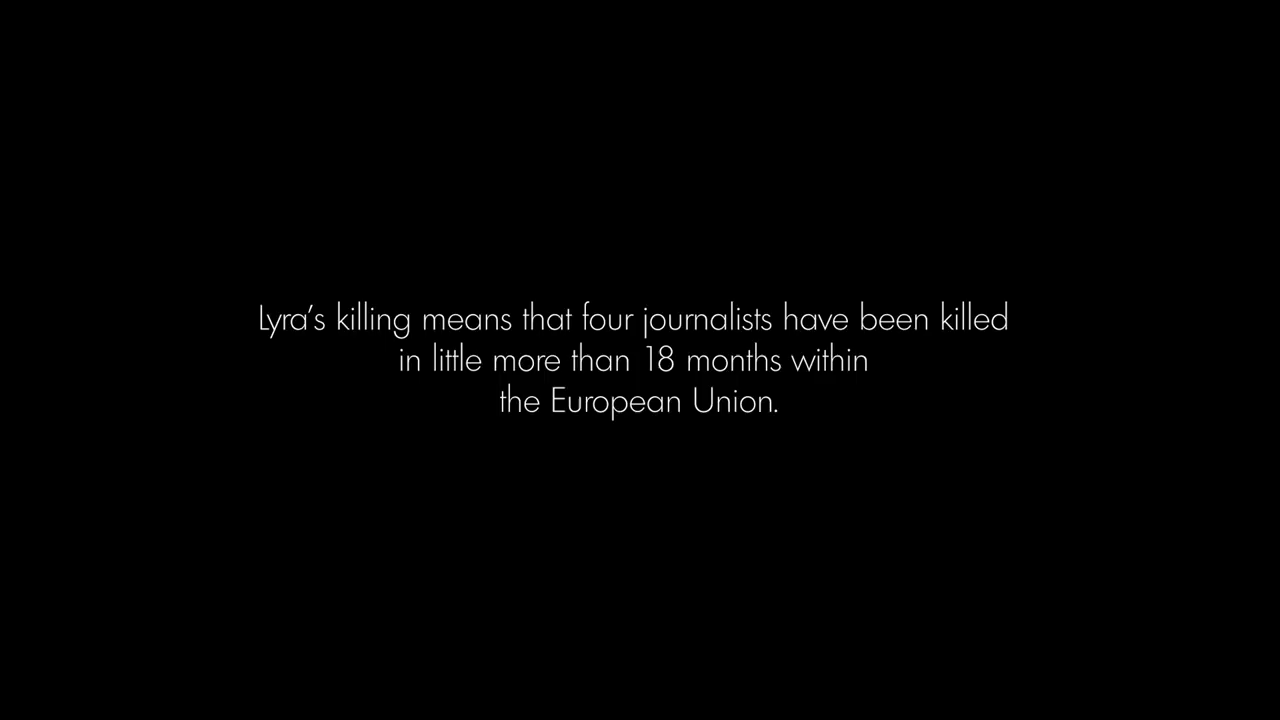 Lyra's killing means that four journalists have been killed
in little more than 18 months within
the European Union.